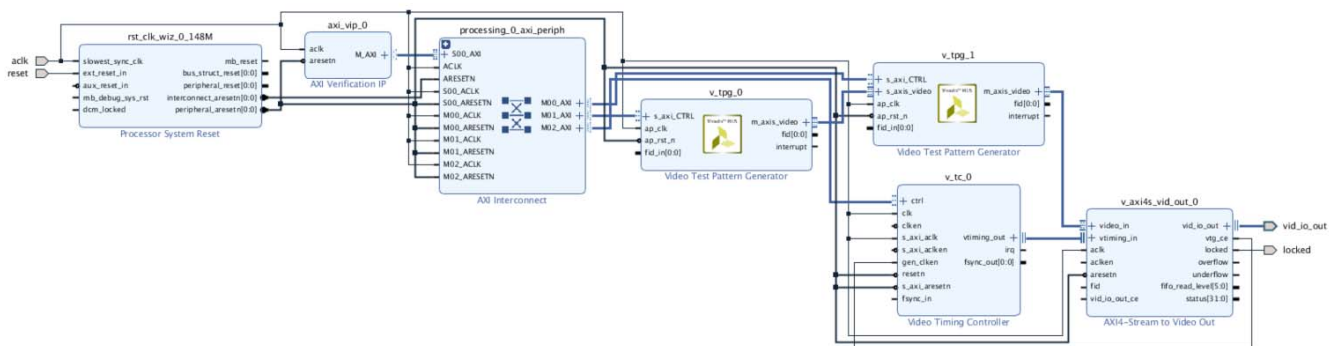 aclk
reset
rst_clk_wiz_0_148M
slowest_sync_clk
ext_reset_in
aux_reset_in
mb_debug_sys_rst
dcm_locked
mb_reset
bus_struct_reset[0:0]
peripheral_reset[0:0]
interconnect_aresetn[0:0]
peripheral_aresetn[0:0]
Processor System Reset
axi_vip_0
aclk
aresetn
M_AXI
AXI Verification IP
processing_0_axi_periph
S00_AXI
ACLK
ARESETN
S00_ACLK
S00_ARESETN
M00_ACLK
M00_ARESETN
M01_ACLK
M01_ARESETN
M02_ACLK
M02_ARESETN
M00_AXI
M01_AXI
M02_AXI
AXI Interconnect
v_tpg_0
s_axi_CTRL
ap_clk
ap_rst_n
fid_in[0:0]
m_axis_video
fid[0:0]
interrupt
Video Test Pattern Generator
v_tpg_1
s_axi_CTRL
s_axis_video
ap_clk
ap_rst_n
fid_in[0:0]
m_axis_video
fid[0:0]
interrupt
Video Test Pattern Generator
v_tc_0
ctrl
clk
clken
s_axi_aclk
s_axi_aclken
gen_clken
resetn
s_axi_aresetn
fsync_in
vtiming_out
irq
fsync_out[0:0]
Video Timing Controller
v_axi4s_vid_out_0
video_in
vtiming_in
aclk
aclken
aresetn
fid
vid_io_out_ce
vid_io_out
vtg_ce
locked
overflow
underflow
fifo_read_level[5:0]
status[31:0]
AXI4-Stream to Video Out
vid_io_out
locked